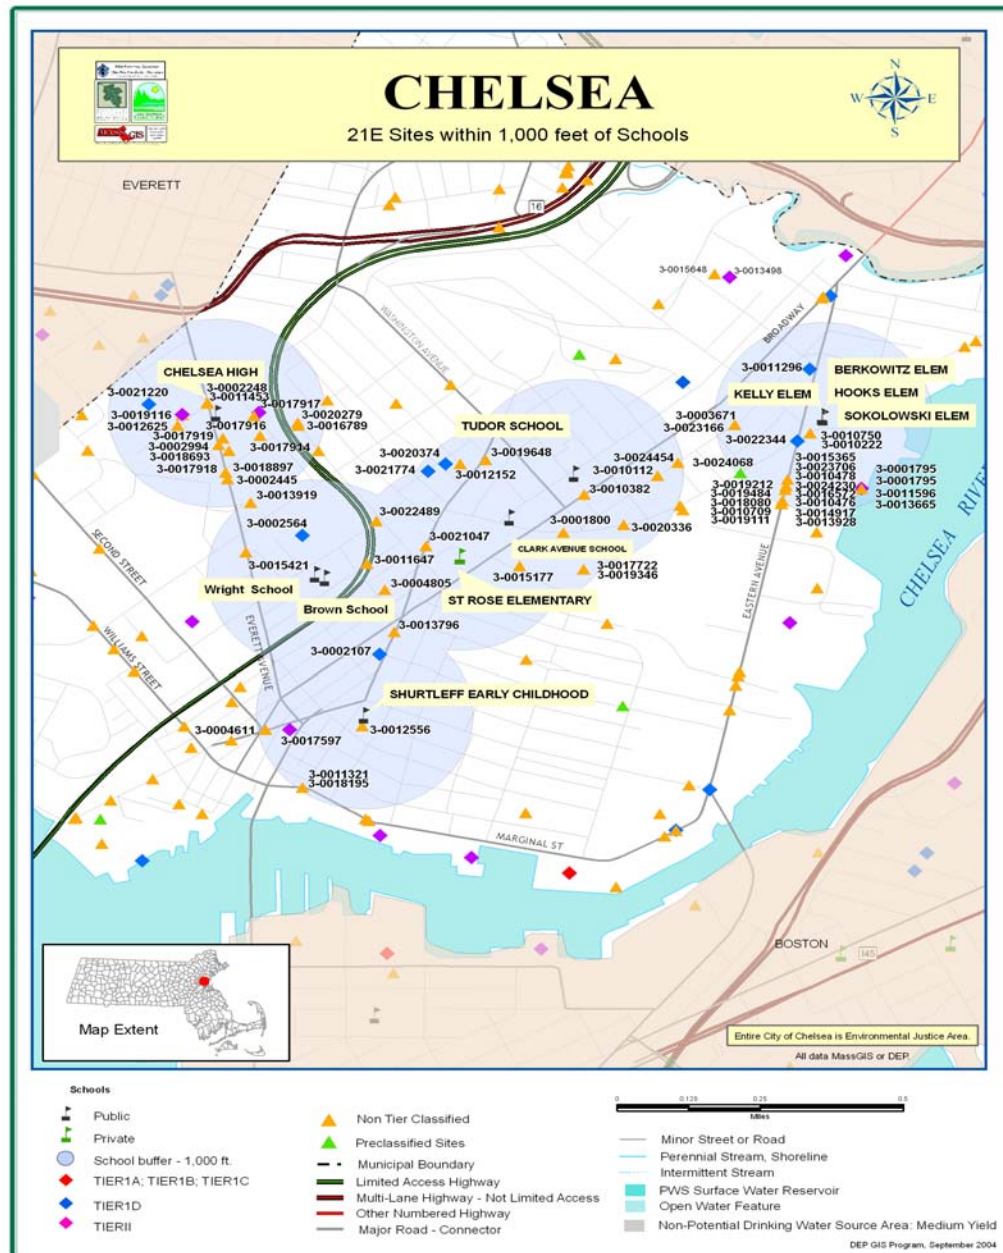 CHELSEA
21E Sites within 1,000 feet of Schools
N
W
E
S
EVERETT
16
3-0015648
3-0013498
WASHINGTON AVENUE
BROADWAY
CHELSEA HIGH
3-0002248
3-0011453
3-0021220
3-0017917
3-0019116
3-0020279
3-0012625
3-0017916
3-0016789
3-0017919
3-0002994
3-0017914
3-0018693
3-0017918
3-0018897
3-0002445
3-0013919
3-0002564
3-0015421
TUDOR SCHOOL
3-0020374
3-0019648
3-0021774
3-0012152
3-0022489
3-0021047
3-0011647
3-0004805
3-0011296
BERKOWITZ ELEM
KELLY ELEM
HOOKS ELEM
SOKOLOWSKI ELEM
3-0003671
3-0023166
3-0022344
3-0010750
3-0010222
3-0024454
3-0010112
3-0024068
3-0010382
3-0019212
3-0019484
3-0018080
3-0010709
3-0019111
3-0015365
3-0023706
3-0010478
3-0024230
3-0016572
3-0010476
3-0014917
3-0013928
3-0001795
3-0001795
3-0011596
3-0013665
3-0001800
3-0020336
CLARK AVENUE SCHOOL
3-0017722
3-0019346
3-0015177
SECOND STREET
Wright School
Brown School
ST ROSE ELEMENTARY
EASTERN AVENUE
CHELSEA RIVER
3-0013796
3-0002107
WILLIAMS STREET
EVERETT AVENUE
SHURTLEFF EARLY CHILDHOOD
3-0004611
3-0012556
3-0017597
3-0011321
3-0018195
MARGINAL ST
BOSTON
145
Map Extent
Entire City of Chelsea is Environmental Justice Area.
All data MassGIS or DEP.
Schools
Public
Private
School buffer - 1,000 ft.
TIER1A; TIER1B; TIER1C
TIER1D
TIERII
Non Tier Classified
Preclassified Sites
Municipal Boundary
Limited Access Highway
Multi-Lane Highway - Not Limited Access
Other Numbered Highway
Major Road - Connector
0 0.125 0.25 0.5
Miles
Minor Street or Road
Perennial Stream, Shoreline
Intermittent Stream
PWS Surface Water Reservoir
Open Water Feature
Non-Potential Drinking Water Source Area: Medium Yield
DEP GIS Program, September 2004